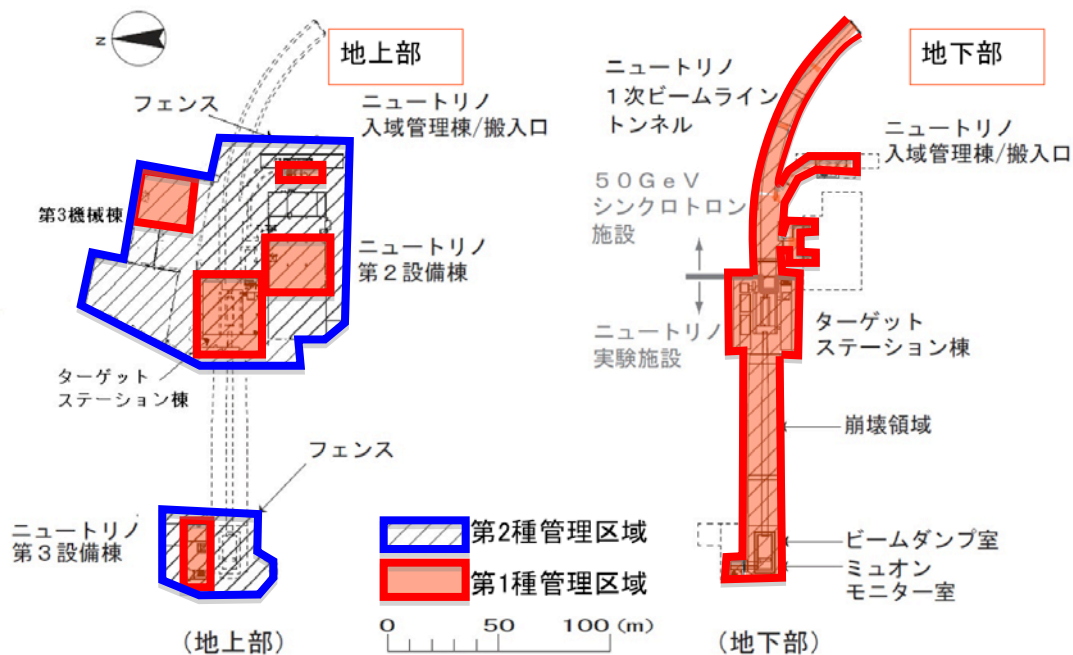 N
地上部
フェンス
ニュートリノ
入域管理棟/搬入口
第3機械棟
ニュートリノ
第２設備棟
ターゲット
ステーション棟
フェンス
ニュートリノ
第３設備棟
(地上部)
第2種管理区域
第1種管理区域
0 50 100 (m)
地下部
ニュートリノ
１次ビームライン
トンネル
ニュートリノ
入域管理棟/搬入口
５０ＧｅＶ
シンクロトロン
施設
ニュートリノ
実験施設
ターゲット
ステーション棟
崩壊領域
ビームダンプ室
ミュオン
モニター室
(地下部)